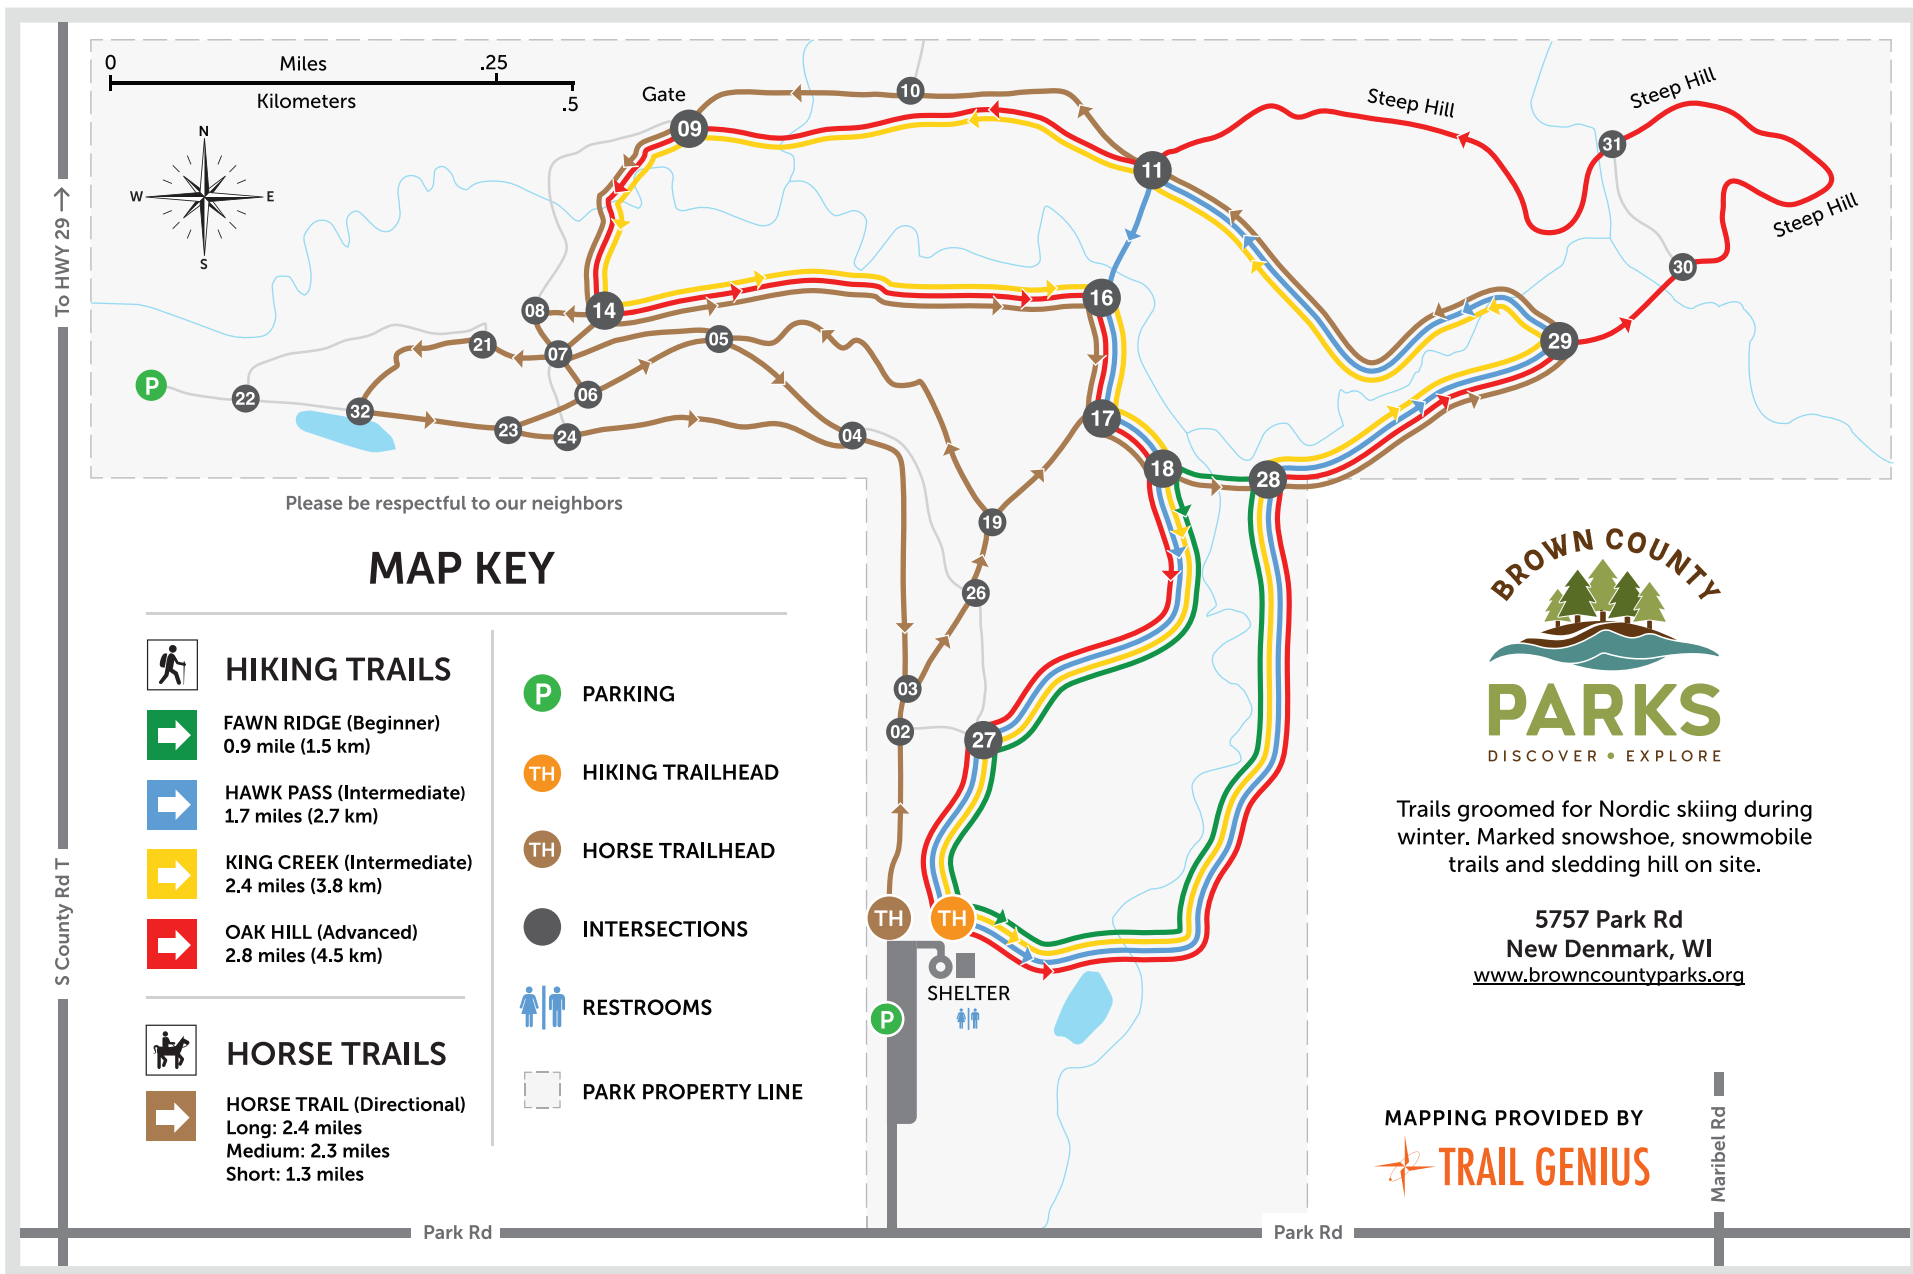 0 Miles .25
Kilometers .5
N
W E
S
To HWY 29
S County Rd T
Gate
Steep Hill
Steep Hill
Steep Hill
10
09
11
31
30
08
14
16
29
21
07
05
P
22
32
06
23
24
04
17
18
28
19
26
03
02
27
TH
TH
SHELTER
P
Please be respectful to our neighbors
MAP KEY
HIKING TRAILS
FAWN RIDGE (Beginner)
0.9 mile (1.5 km)
HAWK PASS (Intermediate)
1.7 miles (2.7 km)
KING CREEK (Intermediate)
2.4 miles (3.8 km)
OAK HILL (Advanced)
2.8 miles (4.5 km)
HORSE TRAILS
HORSE TRAIL (Directional)
Long: 2.4 miles
Medium: 2.3 miles
Short: 1.3 miles
P PARKING
TH HIKING TRAILHEAD
TH HORSE TRAILHEAD
INTERSECTIONS
RESTROOMS
PARK PROPERTY LINE
BROWN COUNTY
PARKS
DISCOVER • EXPLORE
Trails groomed for Nordic skiing during
winter. Marked snowshoe, snowmobile
trails and sledding hill on site.
5757 Park Rd
New Denmark, WI
www.browncountyparks.org
MAPPING PROVIDED BY
TRAIL GENIUS
Maribel Rd
Park Rd
Park Rd